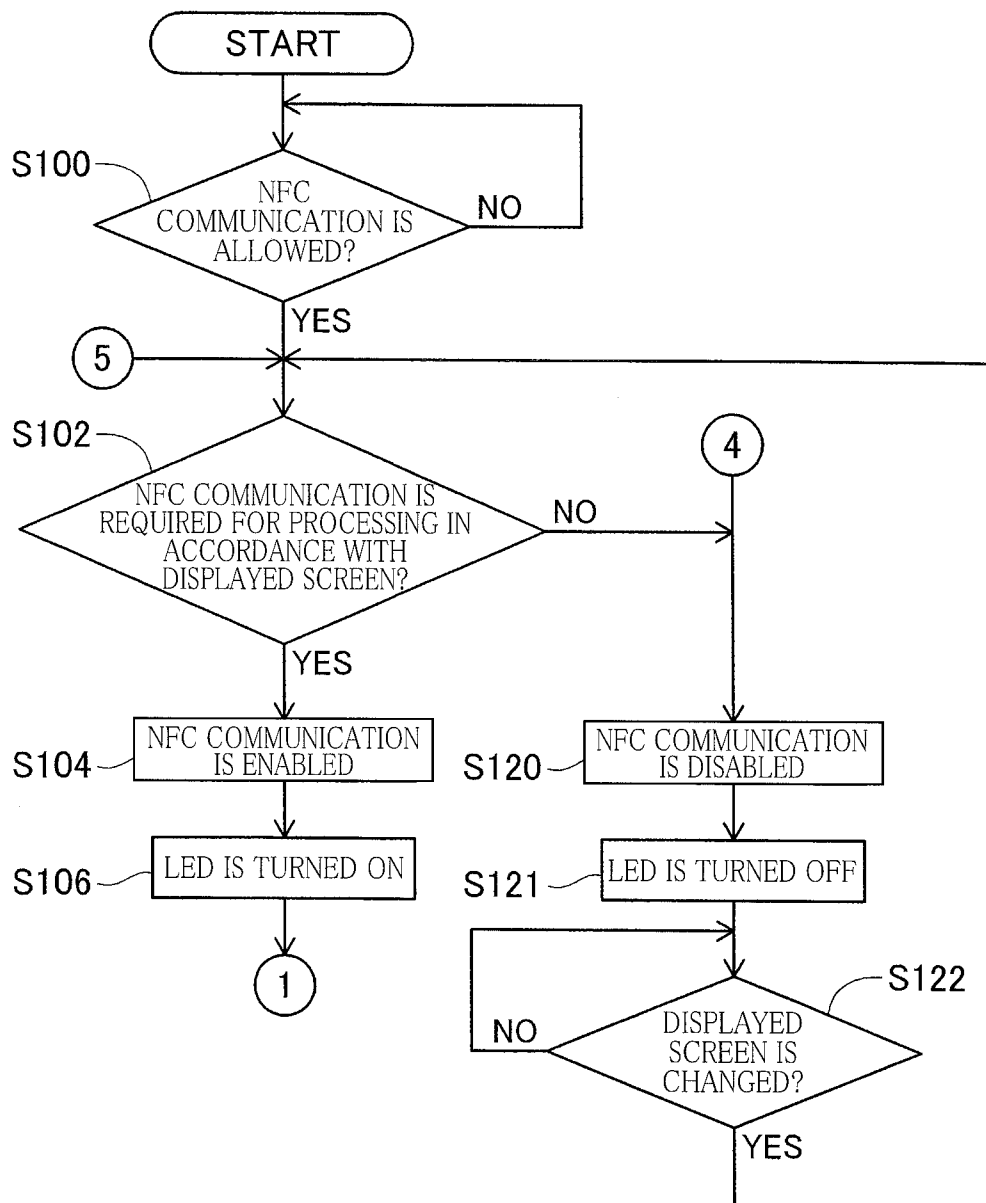 START
S100
NFC
COMMUNICATION IS
ALLOWED?
NO
YES
5
S102
NFC COMMUNICATION IS
REQUIRED FOR PROCESSING IN
ACCORDANCE WITH
DISPLAYED SCREEN?
NO
4
YES
S104
NFC COMMUNICATION
IS ENABLED
S120
NFC COMMUNICATION
IS DISABLED
S106
LED IS TURNED ON
S121
LED IS TURNED OFF
1
S122
DISPLAYED
SCREEN IS
CHANGED?
NO
YES